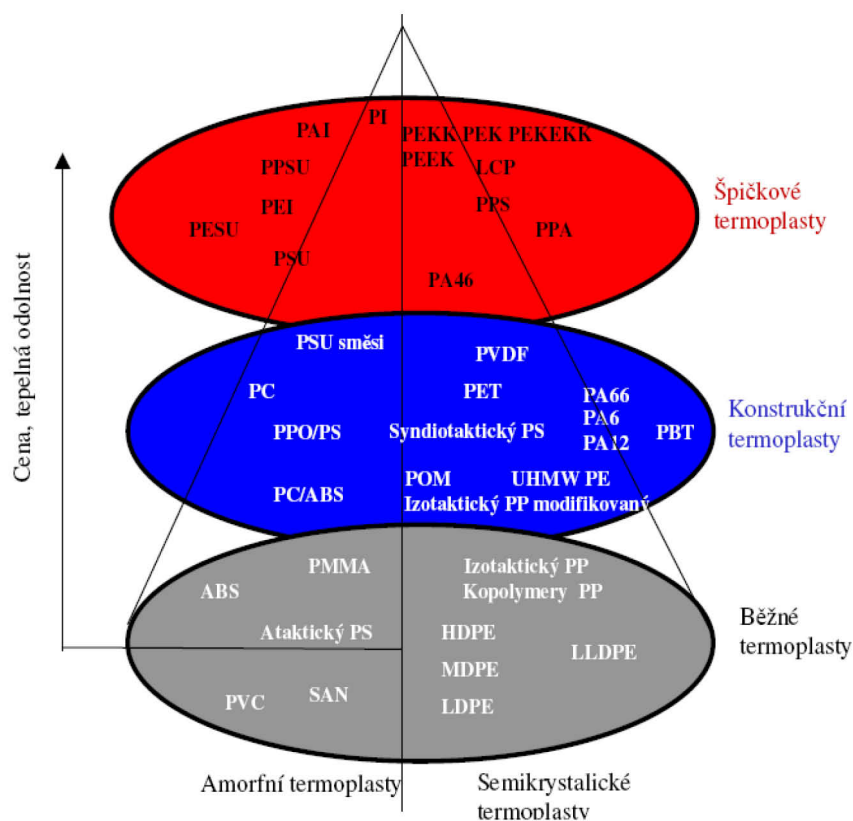 PI
PAI
PEKK PEK PEKEKK
PEEK
PPSU
LCP
PEI
PPS
PESU
PPA
PSU
PA46
Špičkové
termoplasty
Cena, tepelná odolnost
PSU směsi
PVDF
PC
PET
PA66
PA6
PA12
PPO/PS
Syndiotaktický PS
PBT
POM
UHMW PE
PC/ABS
Izotaktický PP modifikovaný
Konstrukční
termoplasty
PMMA
Izotaktický PP
ABS
Kopolymery PP
Ataktický PS
HDPE
LLDPE
MDPE
PVC
SAN
LDPE
Běžné
termoplasty
Amorfní termoplasty
Semikrystalické
termoplasty